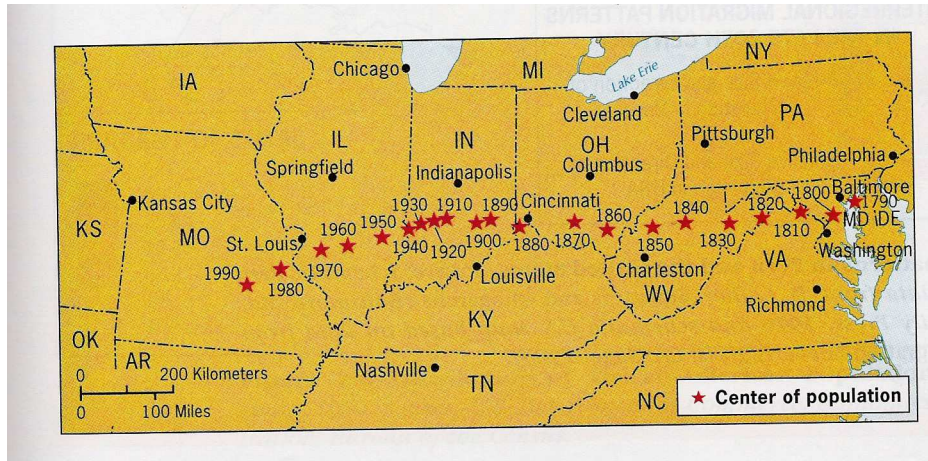 NY
MI
Chicago
Lake Erie
IA
Cleveland
PA
IL
IN
OH
Pittsburgh
Springfield
Indianapolis
Columbus
Philadelphia
Kansas City
1930
1910
1890
Cincinnati
1800
Baltimore
1790
KS
MO
1960
1950
1860
1840
1820
MD
DE
St. Louis
1940
1920
1900
1880
1870
1850
1830
1810
Washington
1990
1980
1970
Louisville
Charleston
VA
WV
Richmond
KY
OK
AR
0 200 Kilometers
0 100 Miles
Nashville
TN
NC
Center of population